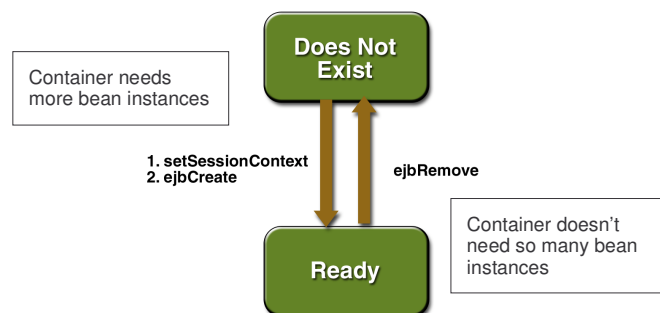 Does Not
Exist
Container needs
more bean instances
1. setSessionContext
2. ejbCreate
ejbRemove
Container doesn't
need so many bean
instances
Ready